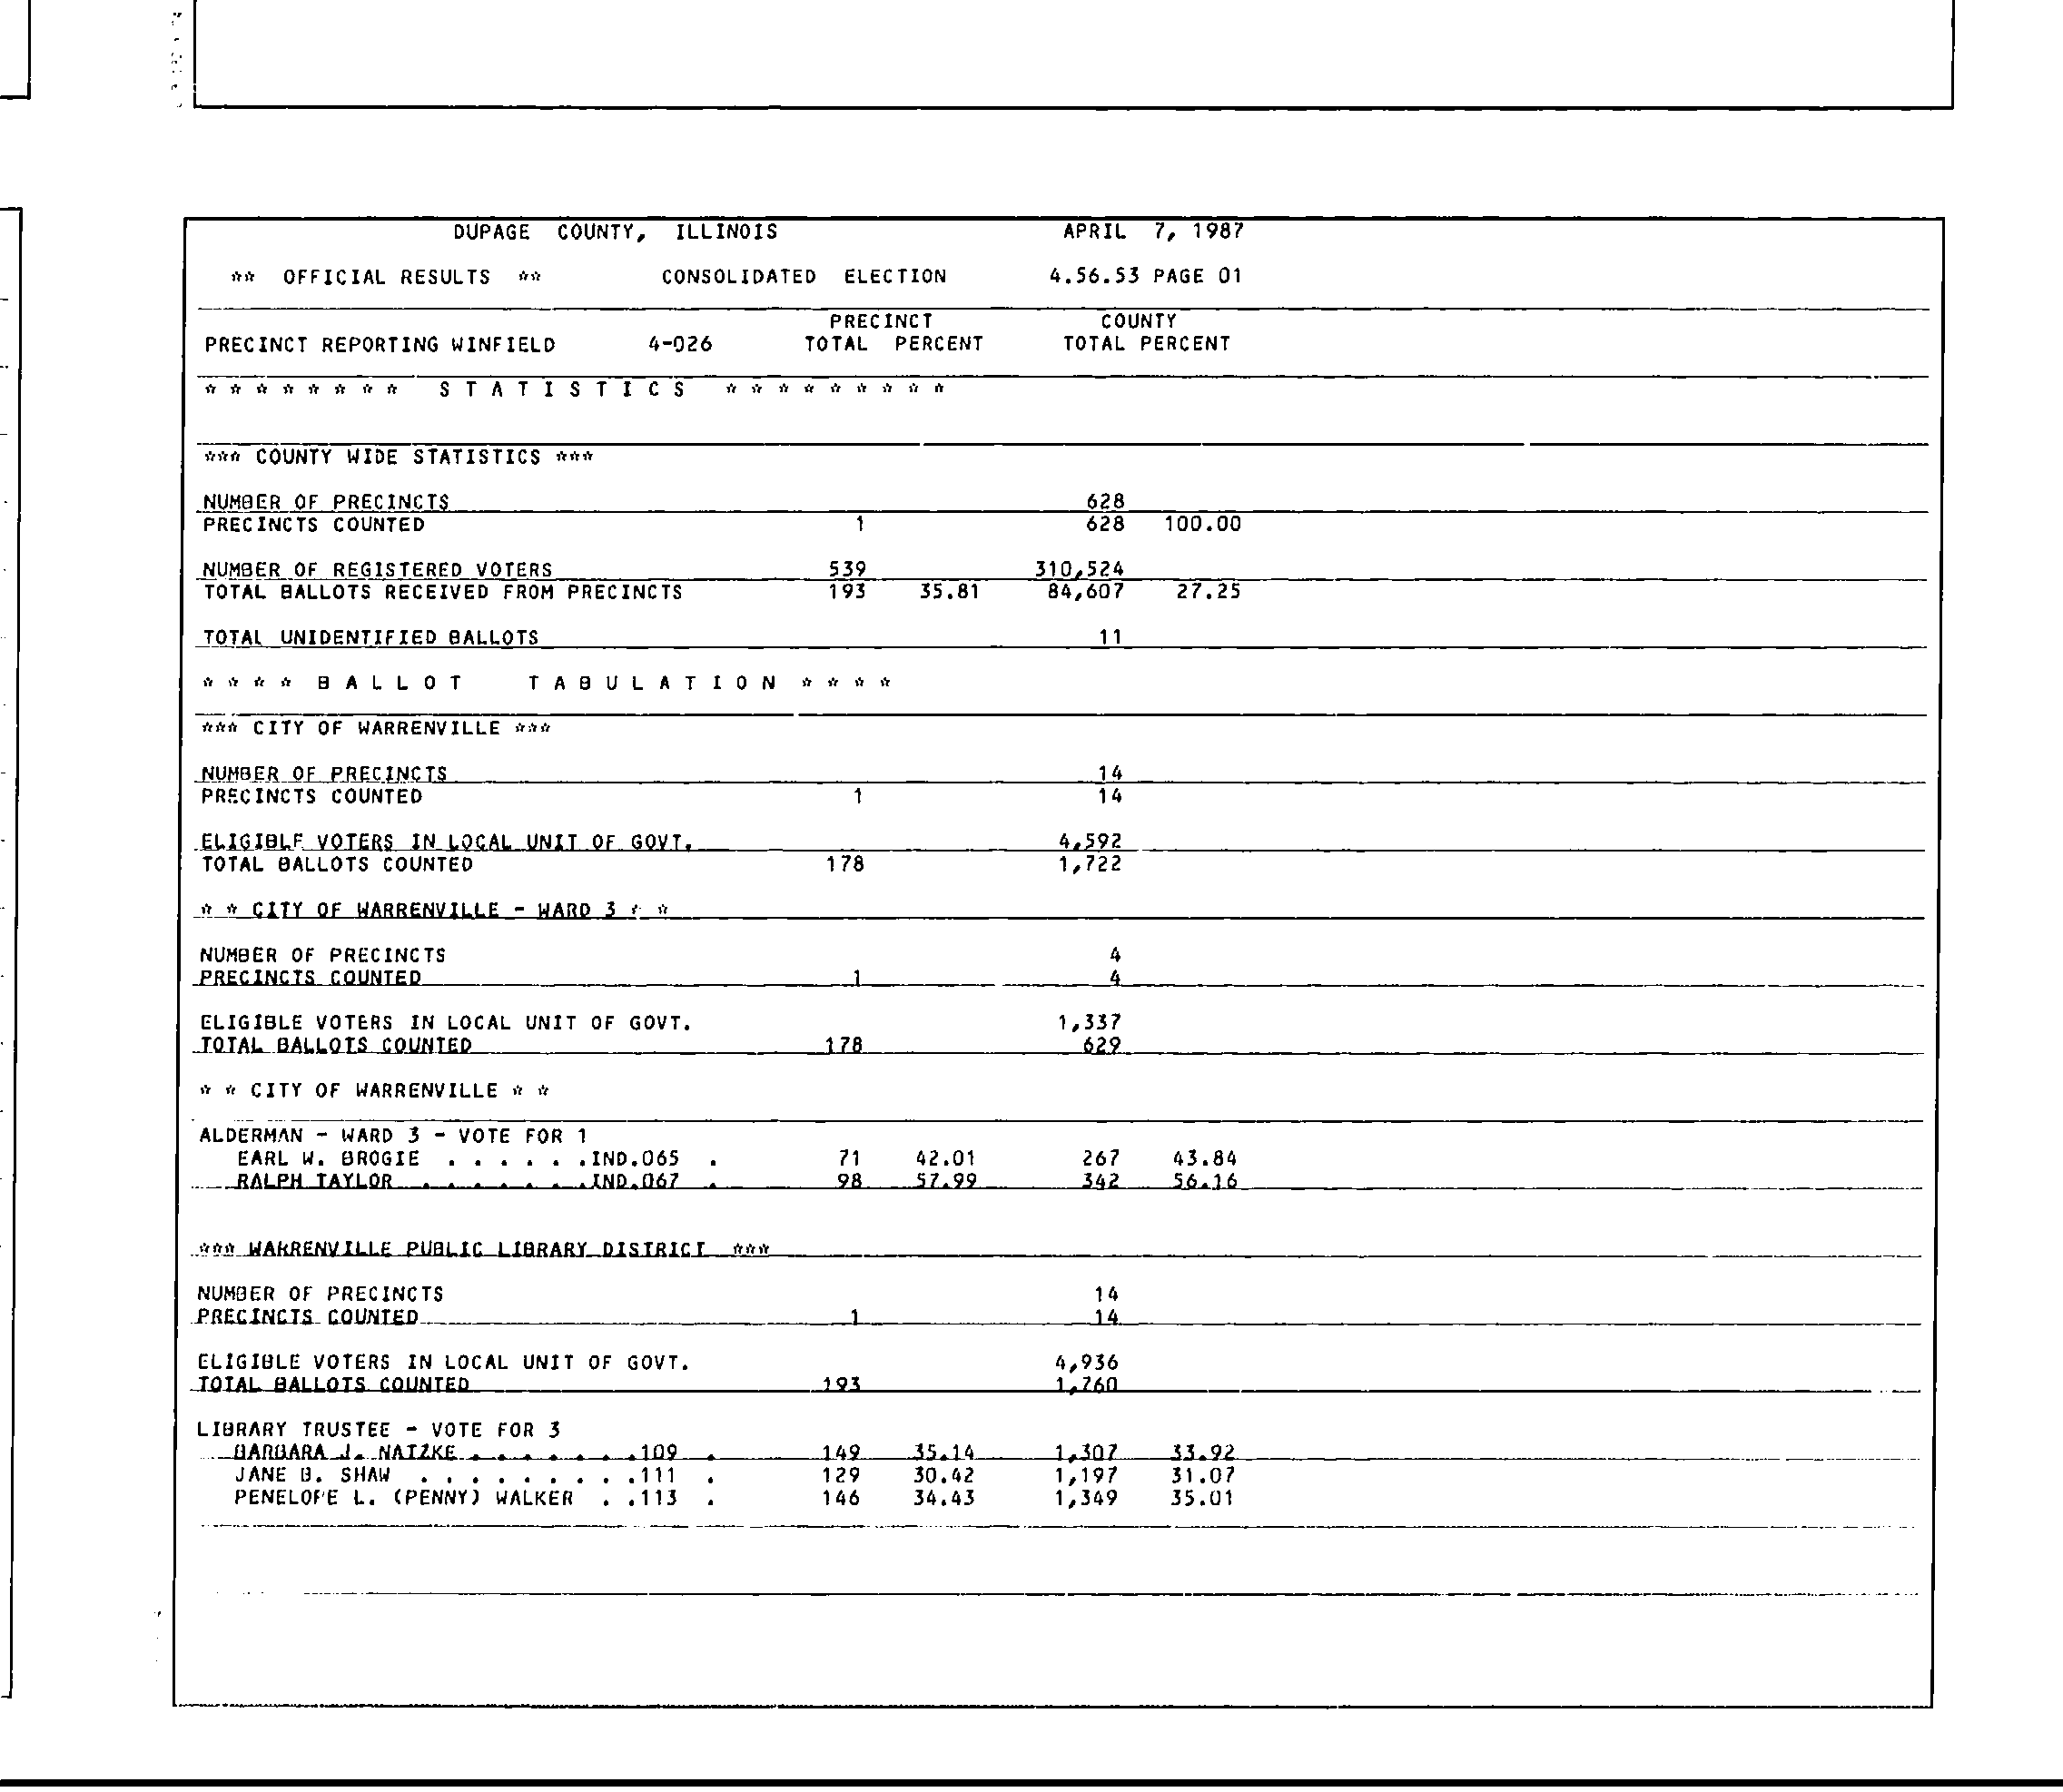 DUPAGE COUNTY, ILLINOIS APRIL 7, 1987
** OFFICIAL RESULTS ** CONSOLIDATED ELECTION 4.56.53 PAGE 01
PRECINCT COUNTY
PRECINCT REPORTING WINFIELD 4-026 TOTAL PERCENT TOTAL PERCENT
* * * * * * * * S T A T I S T I C S * * * * * * * * *
*** COUNTY WIDE STATISTICS ***
NUMBER OF PRECINCTS 628
PRECINCTS COUNTED 1 628 100.00
NUMBER OF REGISTERED VOTERS 539 310,524
TOTAL BALLOTS RECEIVED FROM PRECINCTS 193 35.81 84,607 27.25
TOTAL UNIDENTIFIED BALLOTS 11
* * * * B A L L O T T A B U L A T I O N * * * *
*** CITY OF WARRENVILLE ***
NUMBER OF PRECINCTS 14
PRECINCTS COUNTED 1 14
ELIGIBLE VOTERS IN LOCAL UNIT OF GOVT. 4,592
TOTAL BALLOTS COUNTED 178 1,722
* * CITY OF WARRENVILLE - WARD 3 * *
NUMBER OF PRECINCTS 4
PRECINCTS COUNTED 1 4
ELIGIBLE VOTERS IN LOCAL UNIT OF GOVT. 1,337
TOTAL BALLOTS COUNTED 178 629
* * CITY OF WARRENVILLE * *
ALDERMAN - WARD 3 - VOTE FOR 1
EARL W. BROGIE . . . . . .IND.065 . 71 42.01 267 43.84
RALPH TAYLOR . . . . . . .IND.067 . 98 57.99 342 56.16
*** WARRENVILLE PUBLIC LIBRARY DISTRICT ***
NUMBER OF PRECINCTS 14
PRECINCTS COUNTED 1 14
ELIGIBLE VOTERS IN LOCAL UNIT OF GOVT. 4,936
TOTAL BALLOTS COUNTED 193 1,760
LIBRARY TRUSTEE - VOTE FOR 3
BARBARA J. NATZKE . . . . . . .109 . 149 35.14 1,307 33.92
JANE B. SHAW . . . . . . . . .111 . 129 30.42 1,197 31.07
PENELOPE L. (PENNY) WALKER . .113 . 146 34.43 1,349 35.01